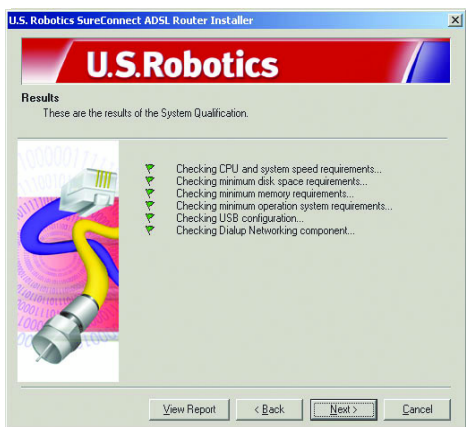 U.S. Robotics SureConnect ADSL Router Installer
U.S.Robotics
Results
These are the results of the System Qualification.
Checking CPU and system speed requirements...
Checking minimum disk space requirements...
Checking minimum memory requirements...
Checking minimum operation system requirements...
Checking USB configuration...
Checking Dialup Networking component...
View Report
< Back
Next >
Cancel